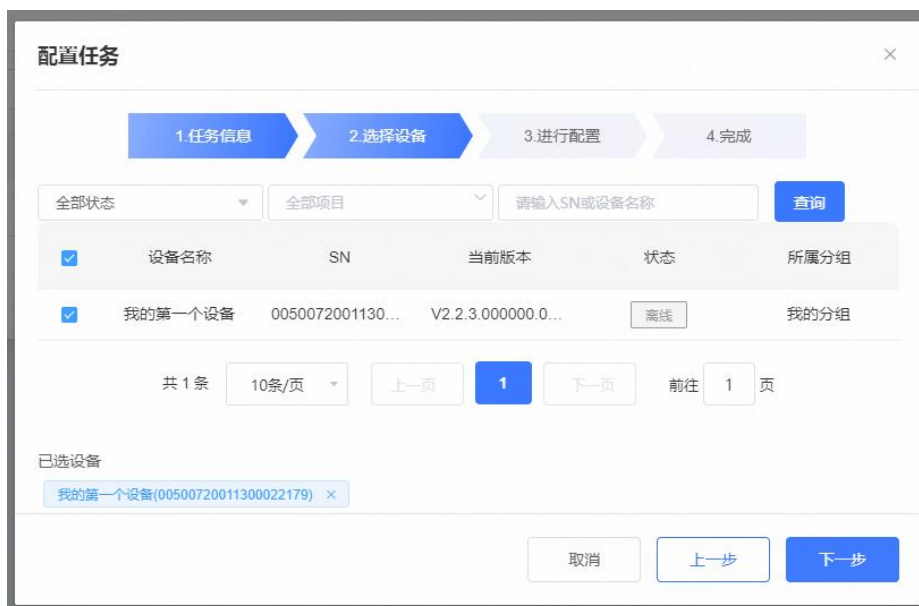 配置任务
1.任务信息 2.选择设备 3.进行配置 4.完成
全部状态 全部项目 请输入SN或设备名称 查询
设备名称 SN 当前版本 状态 所属分组
我的第一个设备 0050072001130... V2.2.3.000000.0... 离线 我的分组
共 1 条 10条/页 上一页 1 下一页 前往 1 页
已选设备
我的第一个设备(00500720011300022179) ×
取消 上一步 下一步